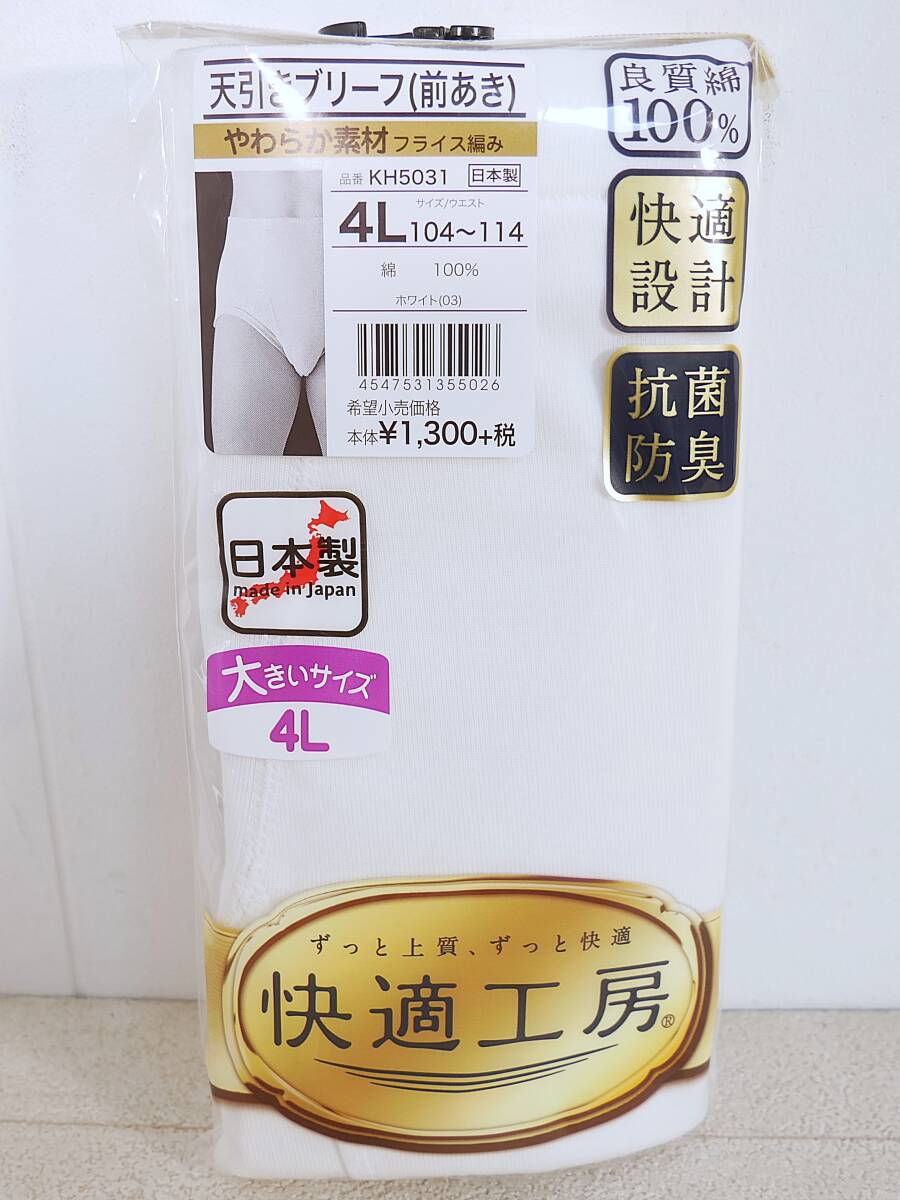 天引きブリーフ(前あき)
やわらか素材 フライス編み
品番 KH5031 日本製
サイズ/ウエスト
4L 104〜114
綿 100%
ホワイト(03)
4547531355026
希望小売価格
本体¥1,300+税
良質綿
100%
快適
設計
抗菌
防臭
日本製
made in Japan
大きいサイズ
4L
ずっと上質、ずっと快適
快適工房®